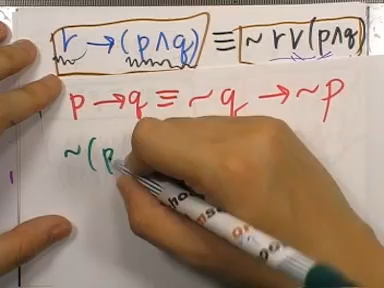 r → (p ∧ q) ≡ ~ r ∨ (p ∧ q)
p → q ≡ ~ q → ~ p
~ (p